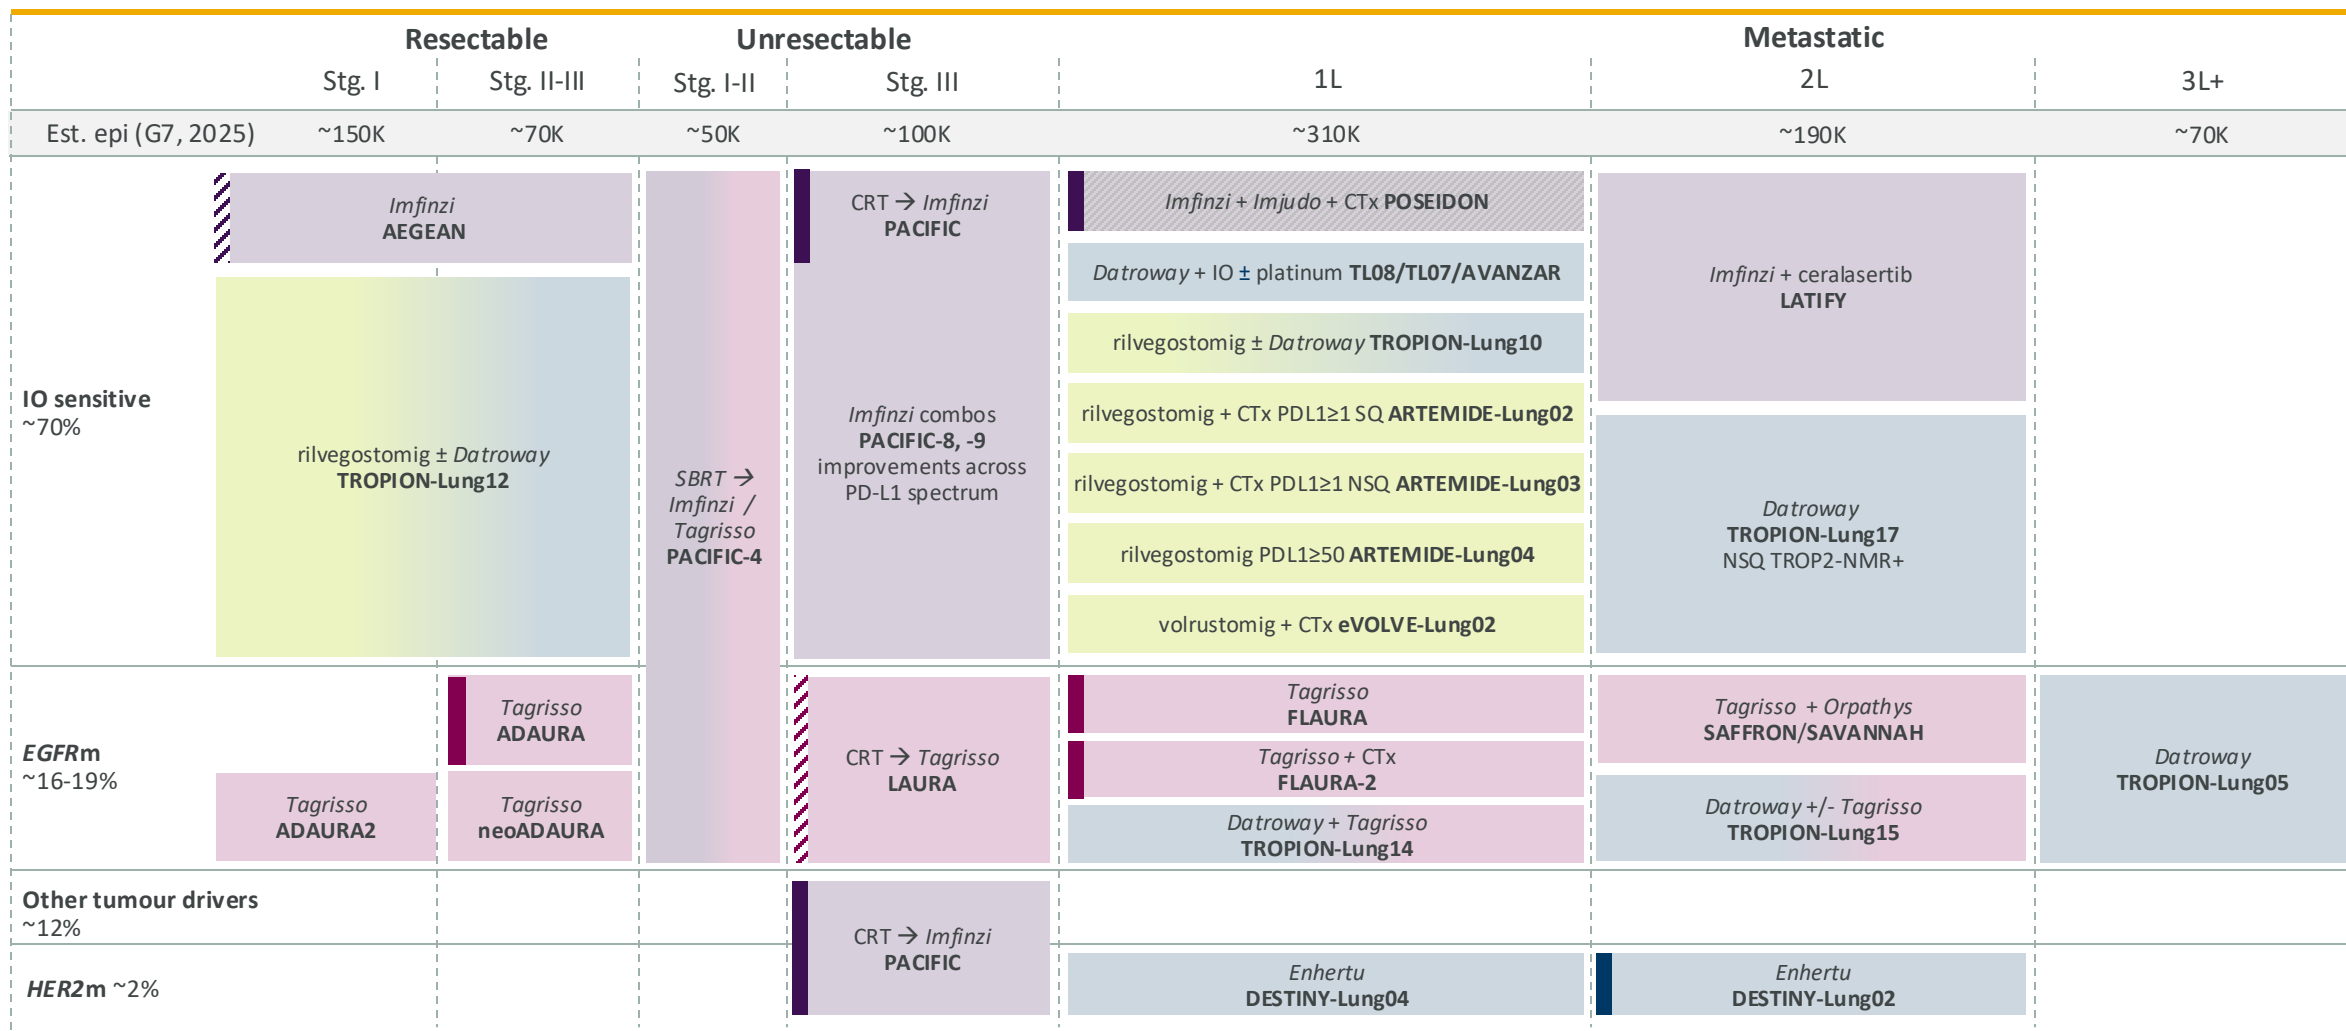 Resectable
Unresectable
Metastatic
Stg. I
Stg. II-III
Stg. I-II
Stg. III
1L
2L
3L+
Est. epi (G7, 2025)
~150K
~70K
~50K
~100K
~310K
~190K
~70K
IO sensitive
~70%
Imfinzi
AEGEAN
rilvegostomig ± Datroway
TROPION-Lung12
SBRT →
Imfinzi /
Tagrisso
PACIFIC-4
CRT → Imfinzi
PACIFIC
Imfinzi combos
PACIFIC-8, -9
improvements across
PD-L1 spectrum
Imfinzi + Imjudo + CTx POSEIDON
Datroway + IO ± platinum TL08/TL07/AVANZAR
rilvegostomig ± Datroway TROPION-Lung10
rilvegostomig + CTx PDL1≥1 SQ ARTEMIDE-Lung02
rilvegostomig + CTx PDL1≥1 NSQ ARTEMIDE-Lung03
rilvegostomig PDL1≥50 ARTEMIDE-Lung04
volrustomig + CTx eVOLVE-Lung02
Imfinzi + ceralasertib
LATIFY
Datroway
TROPION-Lung17
NSQ TROP2-NMR+
EGFRm
~16-19%
Tagrisso
ADAURA2
Tagrisso
ADAURA
Tagrisso
neoADAURA
CRT → Tagrisso
LAURA
Tagrisso
FLAURA
Tagrisso + CTx
FLAURA-2
Datroway + Tagrisso
TROPION-Lung14
Tagrisso + Orpathys
SAFFRON/SAVANNAH
Datroway +/- Tagrisso
TROPION-Lung15
Datroway
TROPION-Lung05
Other tumour drivers
~12%
CRT → Imfinzi
PACIFIC
HER2m ~2%
Enhertu
DESTINY-Lung04
Enhertu
DESTINY-Lung02